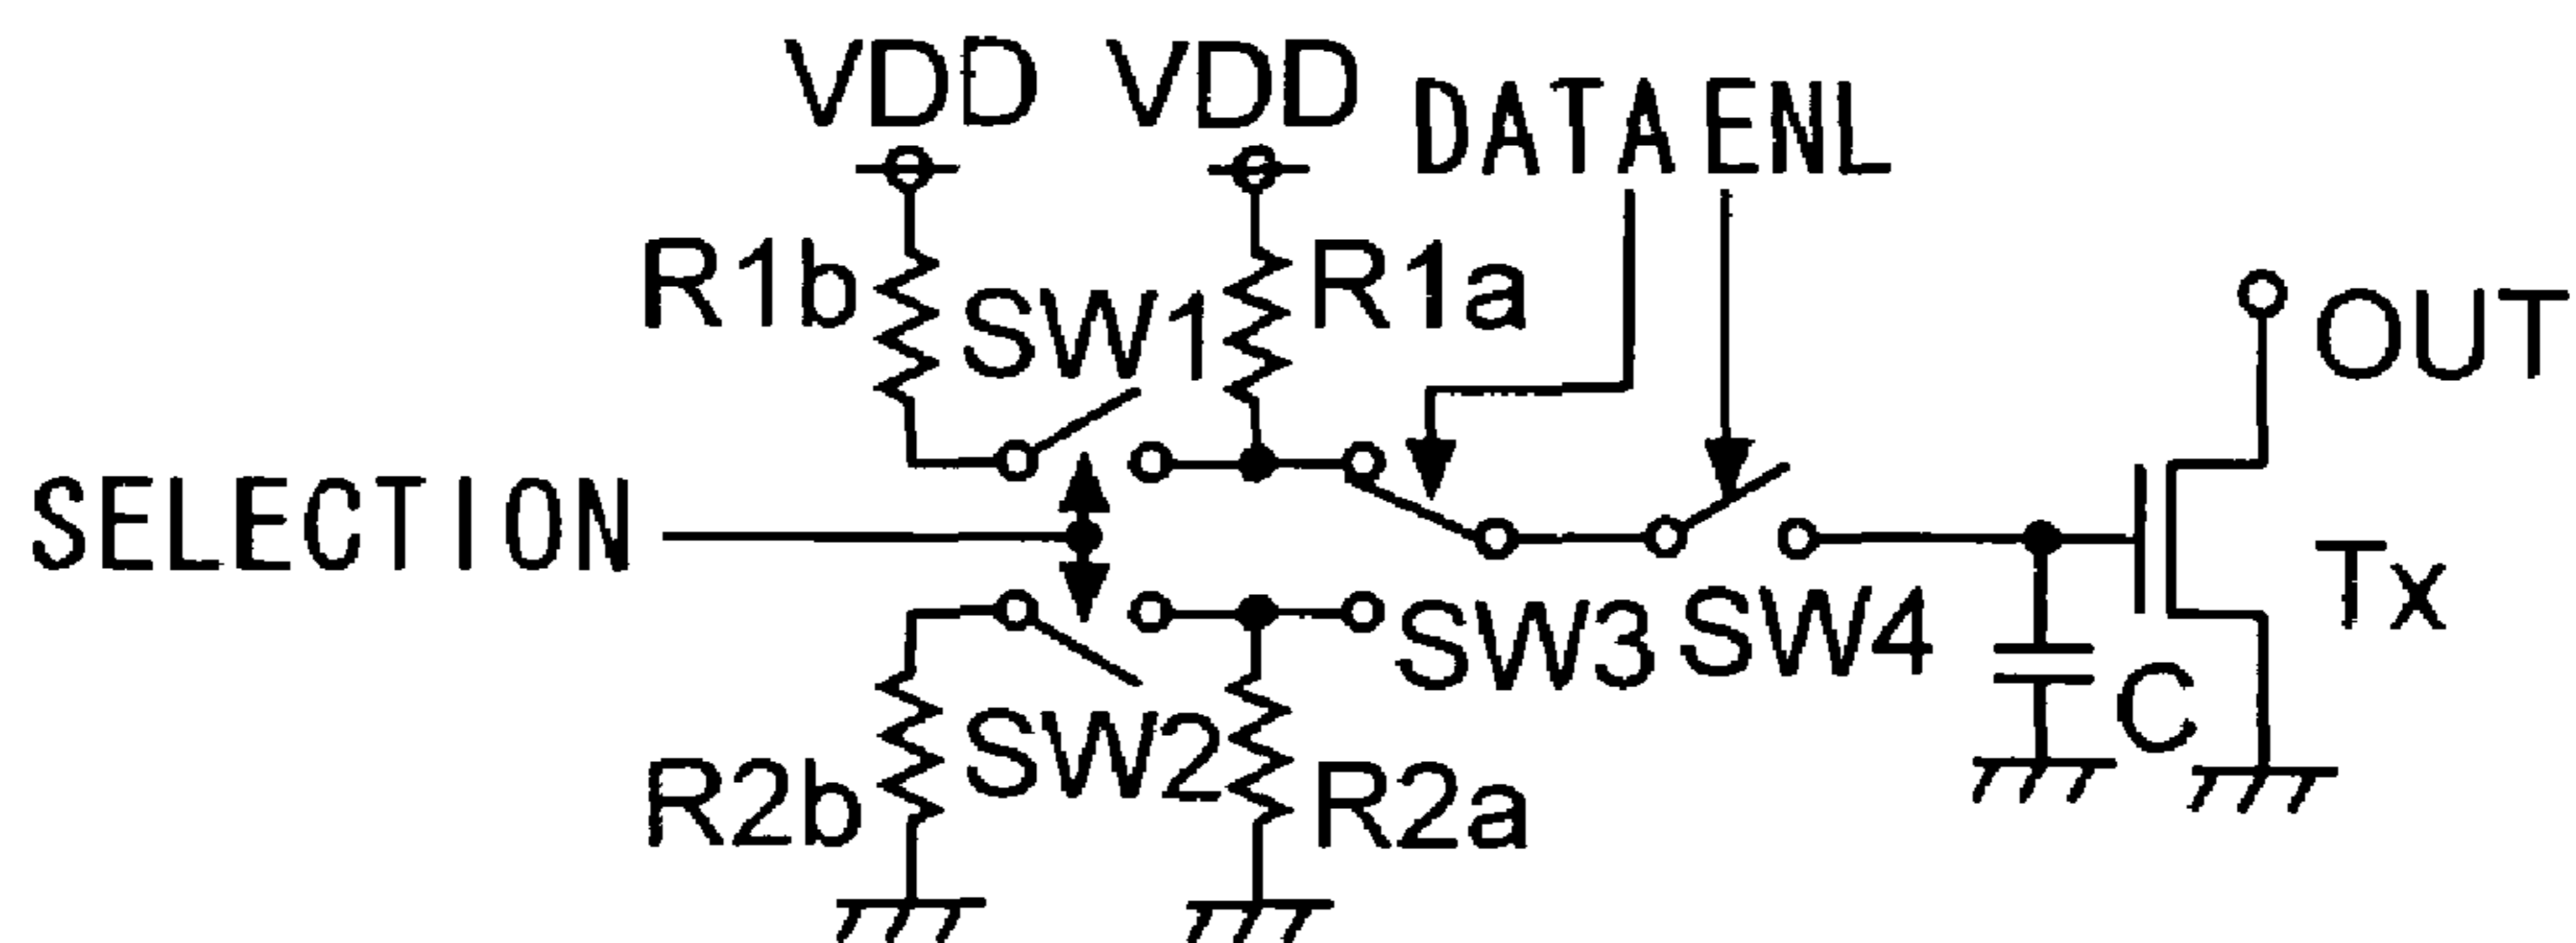 VDD VDD DATA ENL
R1b SW1 R1a OUT
SELECTION
SW3 SW4 Tx
R2b SW2 R2a C